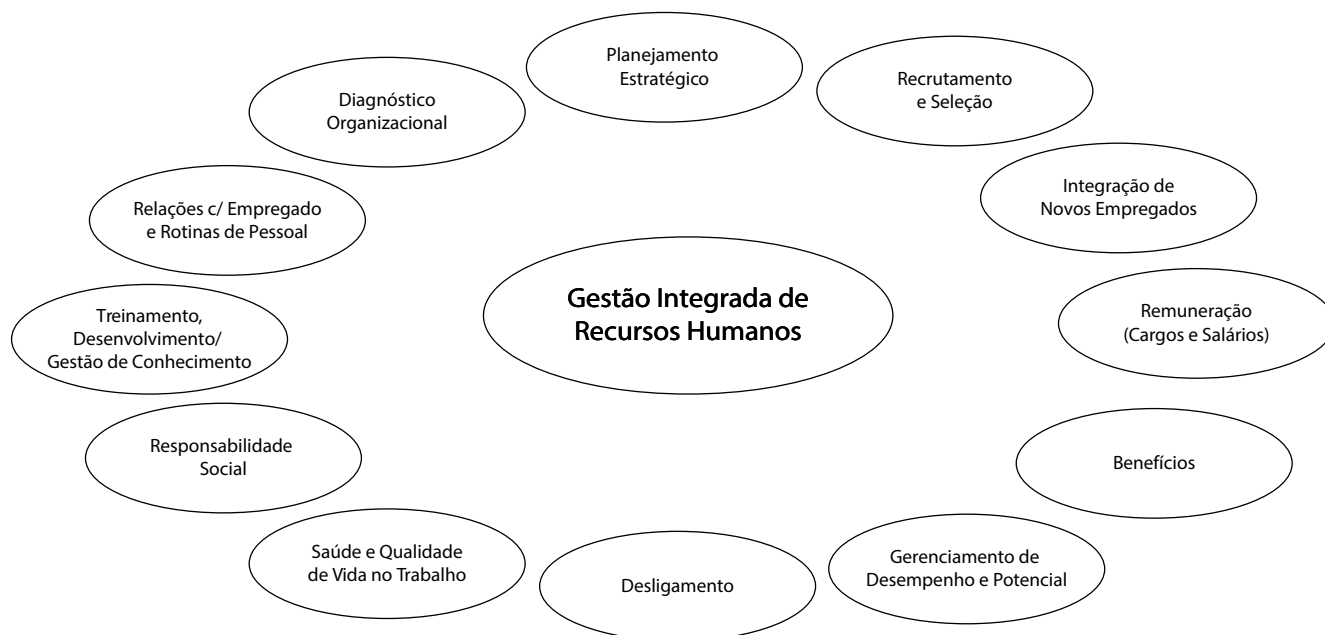 Planejamento
Estratégico
Recrutamento
e Seleção
Integração de
Novos Empregados
Remuneração
(Cargos e Salários)
Benefícios
Gerenciamento de
Desempenho e Potencial
Desligamento
Saúde e Qualidade
de Vida no Trabalho
Responsabilidade
Social
Treinamento,
Desenvolvimento/
Gestão de Conhecimento
Relações c/ Empregado
e Rotinas de Pessoal
Diagnóstico
Organizacional
Gestão Integrada de
Recursos Humanos